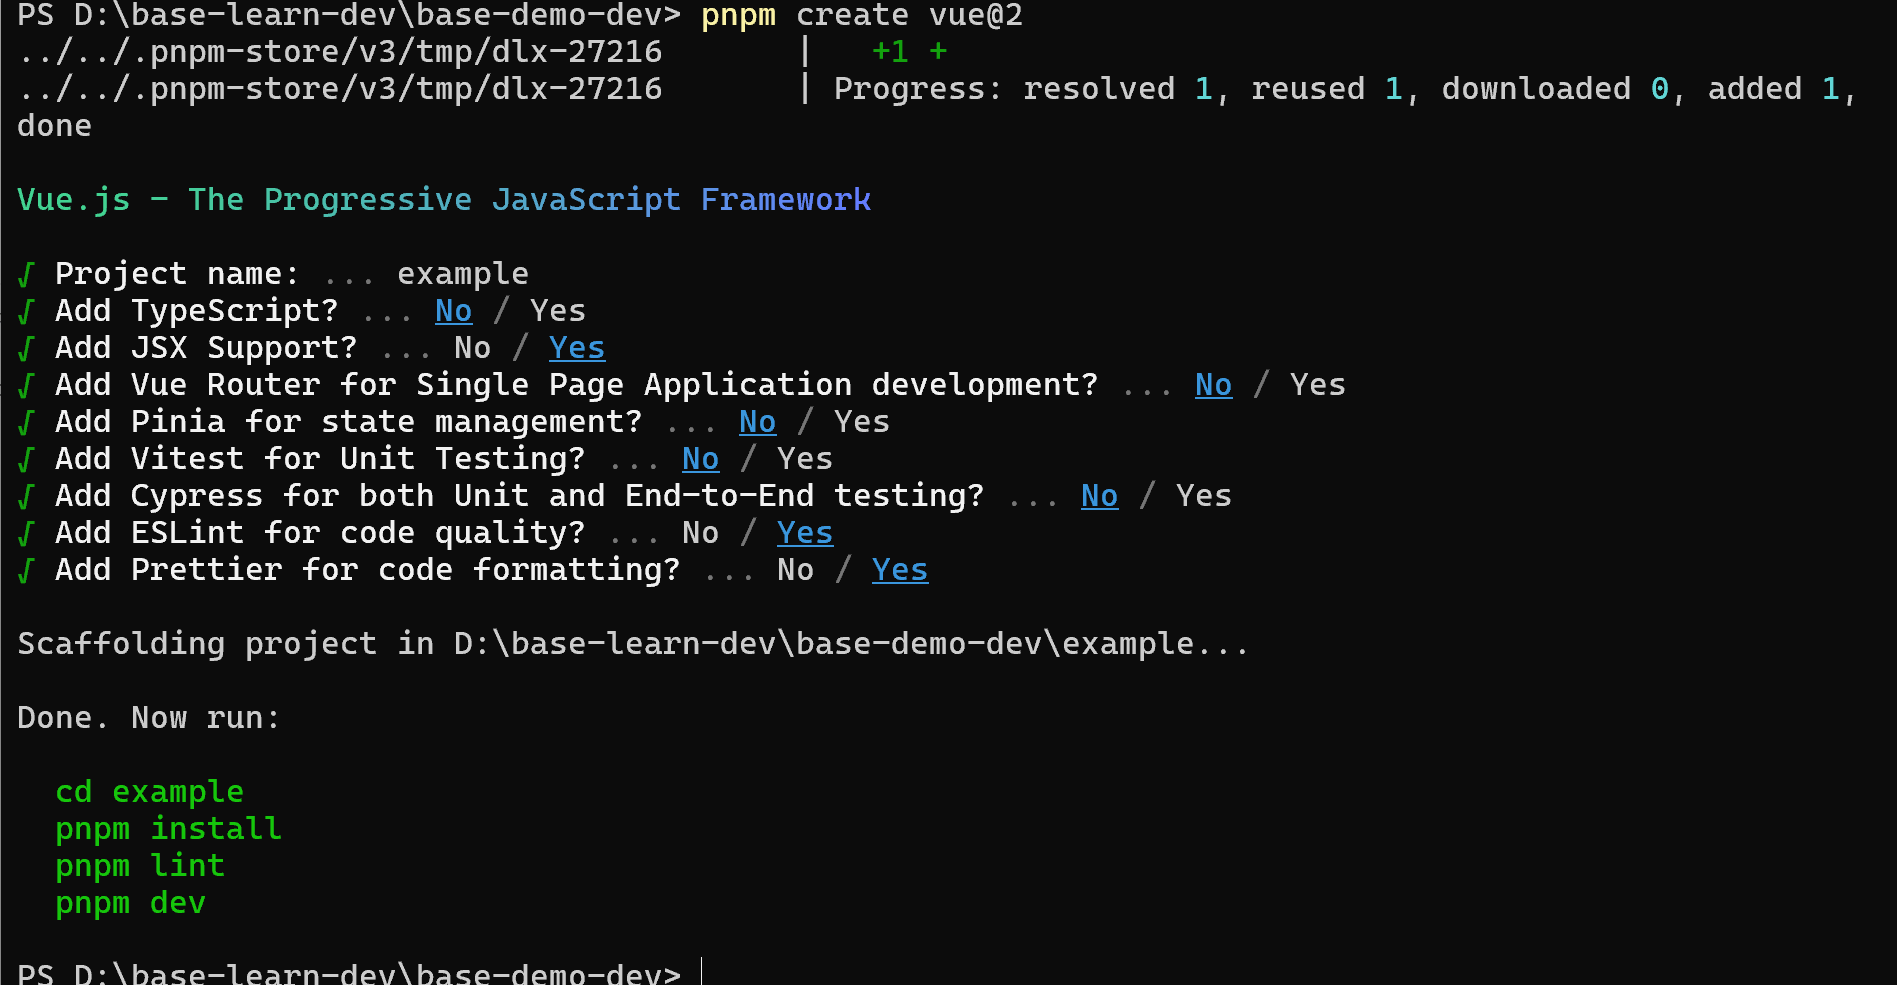 PS D:\base-learn-dev\base-demo-dev> pnpm create vue@2
../../.pnpm-store/v3/tmp/dlx-27216       |   +1 +
../../.pnpm-store/v3/tmp/dlx-27216       | Progress: resolved 1, reused 1, downloaded 0, added 1,
done
Vue.js - The Progressive JavaScript Framework
√ Project name: ... example
√ Add TypeScript? ... No / Yes
√ Add JSX Support? ... No / Yes
√ Add Vue Router for Single Page Application development? ... No / Yes
√ Add Pinia for state management? ... No / Yes
√ Add Vitest for Unit Testing? ... No / Yes
√ Add Cypress for both Unit and End-to-End testing? ... No / Yes
√ Add ESLint for code quality? ... No / Yes
√ Add Prettier for code formatting? ... No / Yes
Scaffolding project in D:\base-learn-dev\base-demo-dev\example...
Done. Now run:
cd example
pnpm install
pnpm lint
pnpm dev
PS D:\base-learn-dev\base-demo-dev>